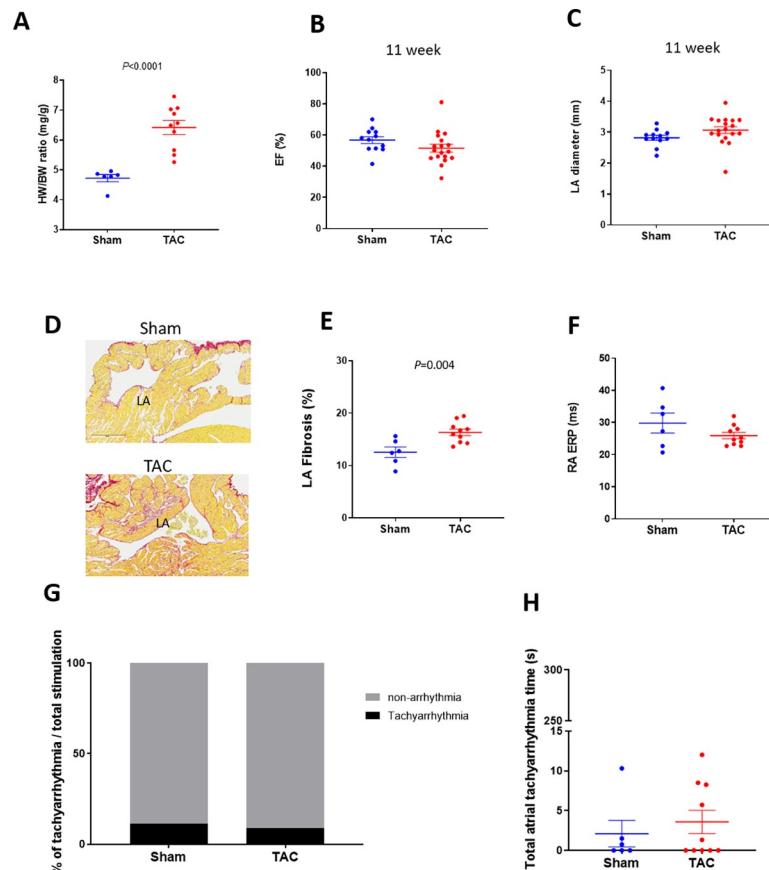 A
P<0.0001
HW/BW ratio (mg/g)
8
7
6
5
4
3
Sham
TAC
B
11 week
EF (%)
100
80
60
40
20
0
Sham
TAC
C
11 week
LA diameter (mm)
5
4
3
2
1
0
Sham
TAC
D
Sham
LA
TAC
LA
E
P=0.004
LA Fibrosis (%)
30
20
10
0
Sham
TAC
F
RA ERP (ms)
50
40
30
20
10
0
Sham
TAC
G
% of tachyarrhythmia / total stimulation
100
50
0
Sham
TAC
non-arrhythmia
Tachyarrhythmia
H
Total atrial tachyarrhythmia time (s)
300
250
15
10
5
0
Sham
TAC